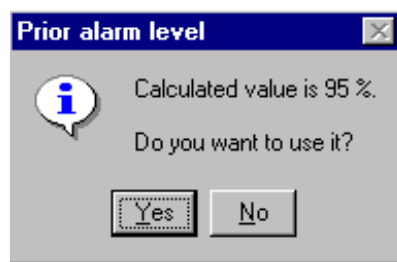 Prior alarm level
Calculated value is 95 %.
Do you want to use it?
Yes No